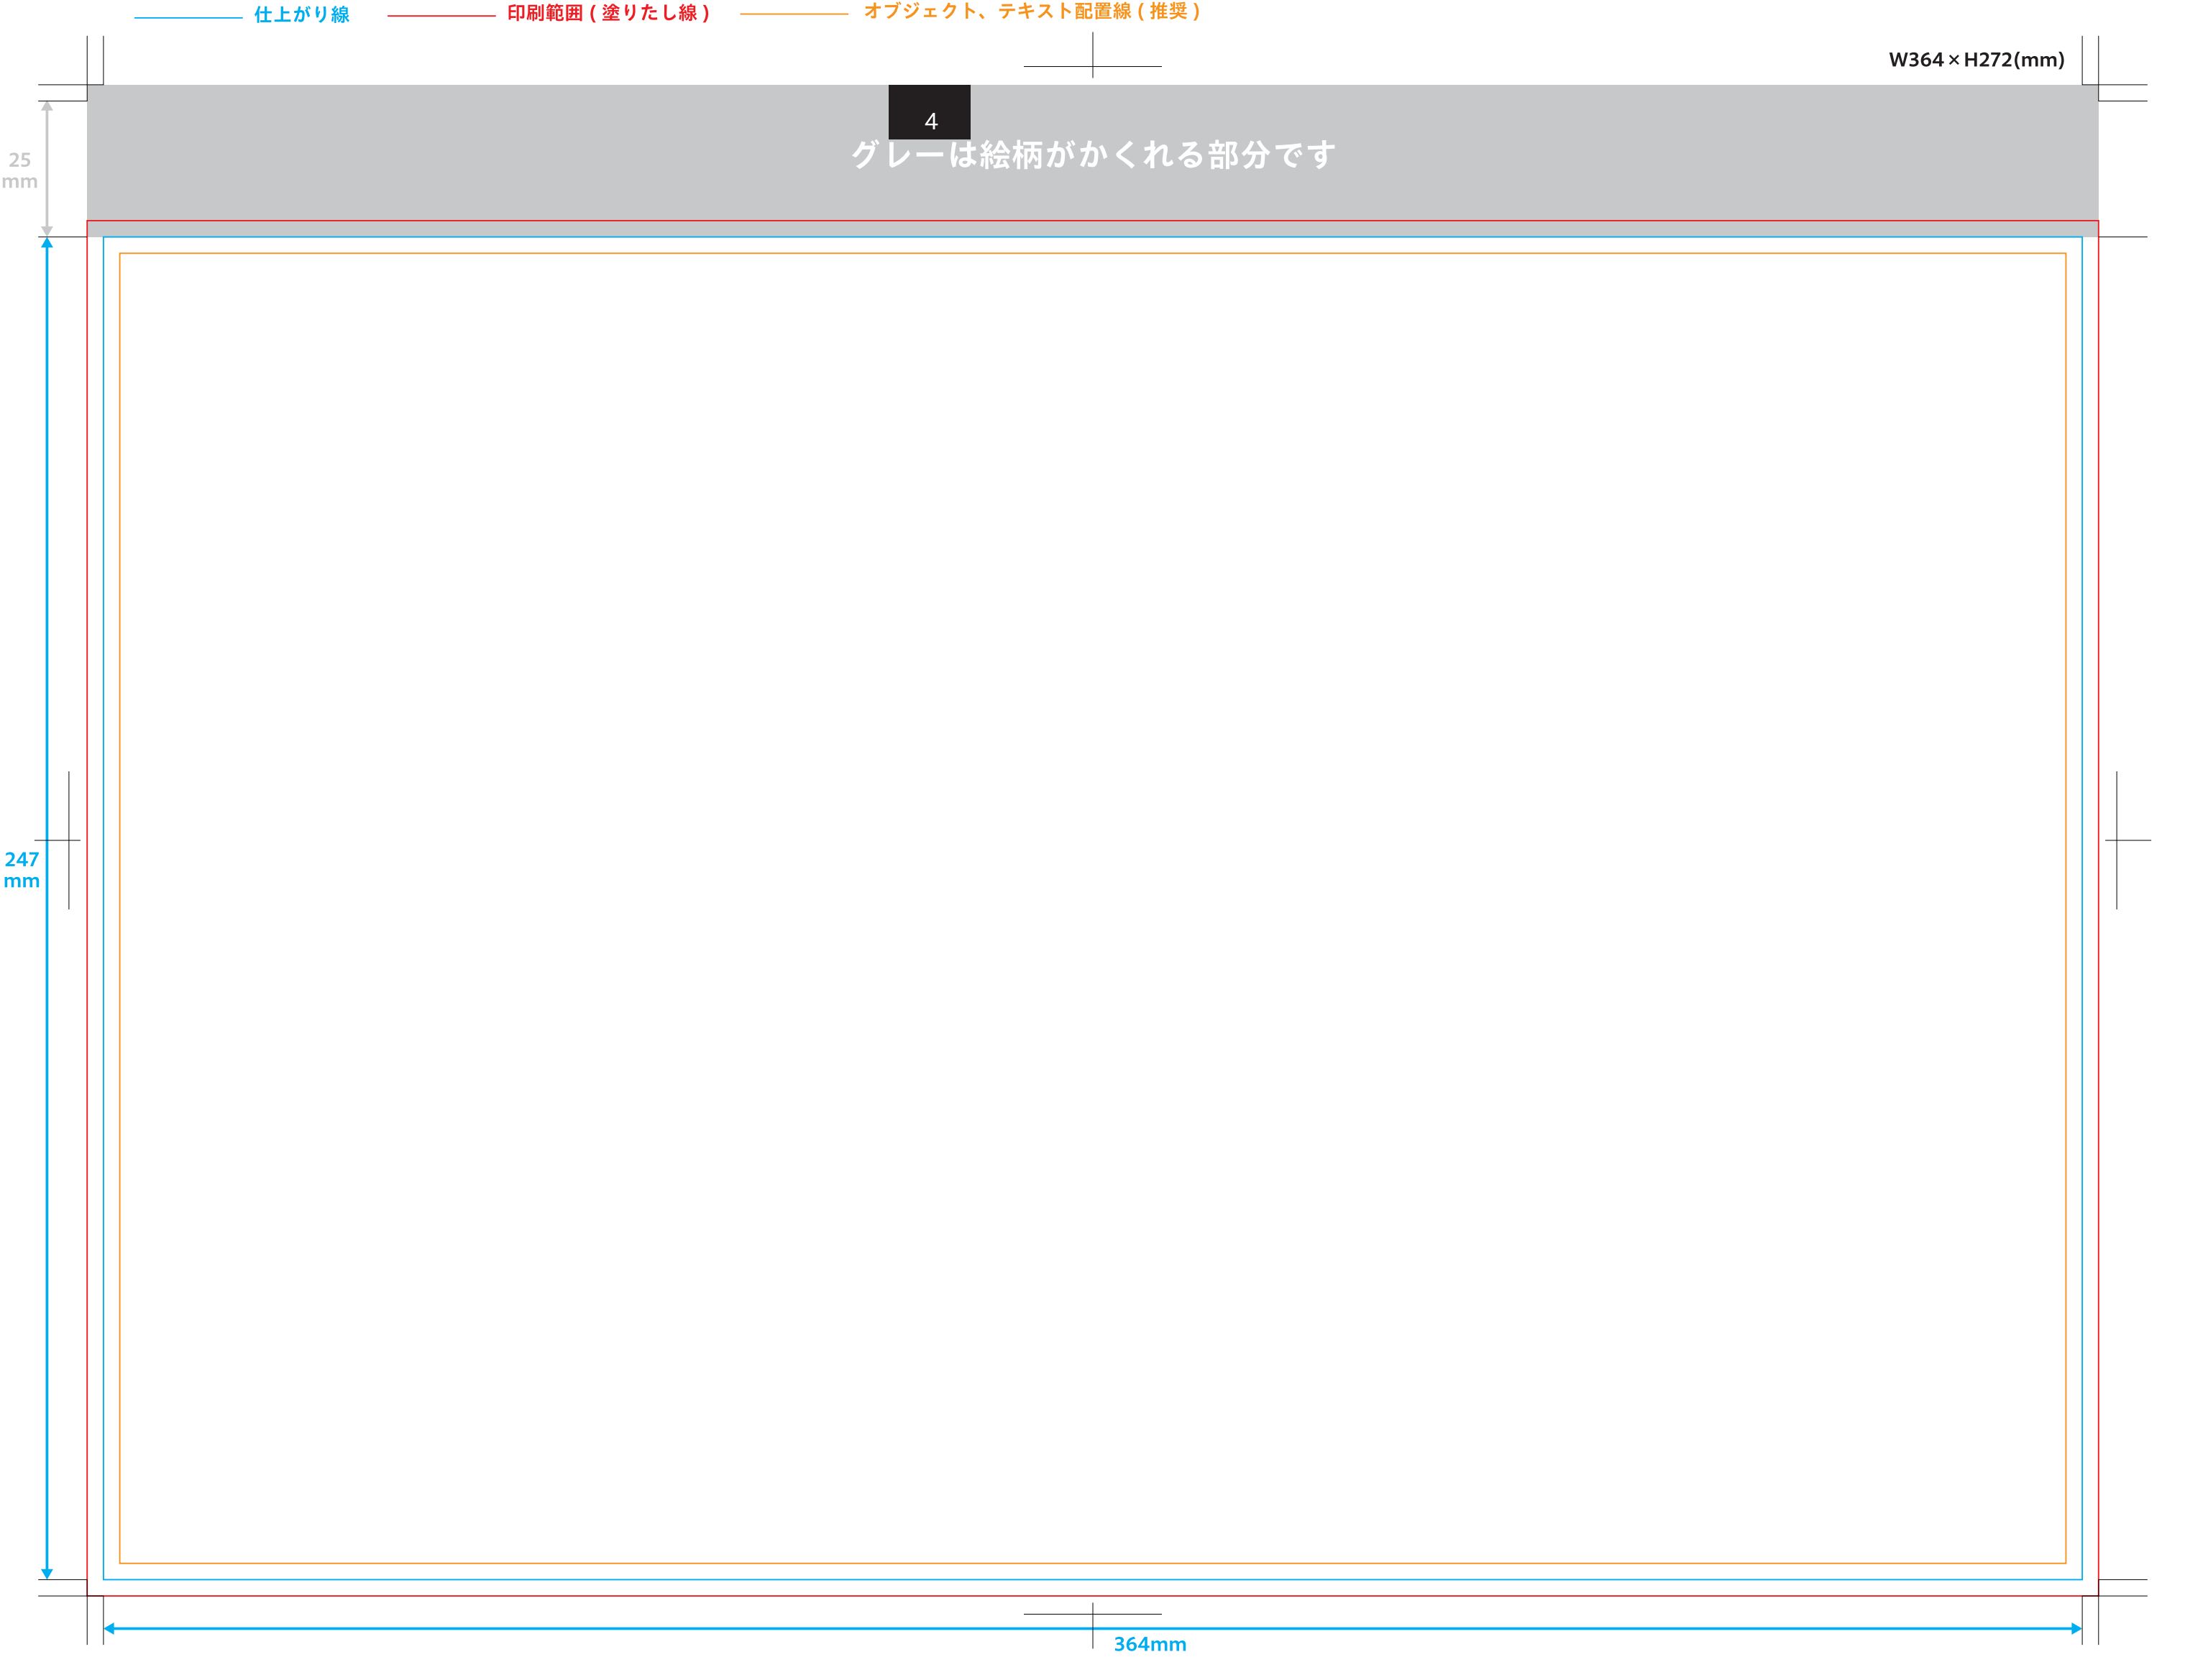 仕上がり線
印刷範囲 ( 塗りたし線 )
オブジェクト、テキスト配置線 ( 推奨 )
W364×H272(mm)
4
グレーは絵柄がかくれる部分です
25
mm
247
mm
364mm